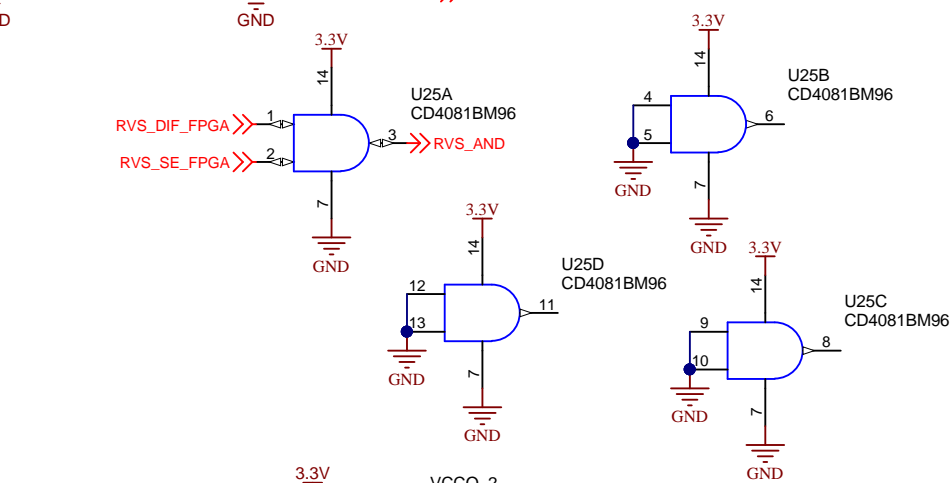 D
GND
3.3V
14
U25A
CD4081BM96
RVS_DIF_FPGA
1
RVS_SE_FPGA
2
3
RVS_AND
7
GND
3.3V
14
U25B
CD4081BM96
4
5
6
GND
7
GND
3.3V
14
U25D
CD4081BM96
12
13
11
GND
7
GND
3.3V
14
U25C
CD4081BM96
9
10
8
GND
7
GND
3.3V
VCCO_2